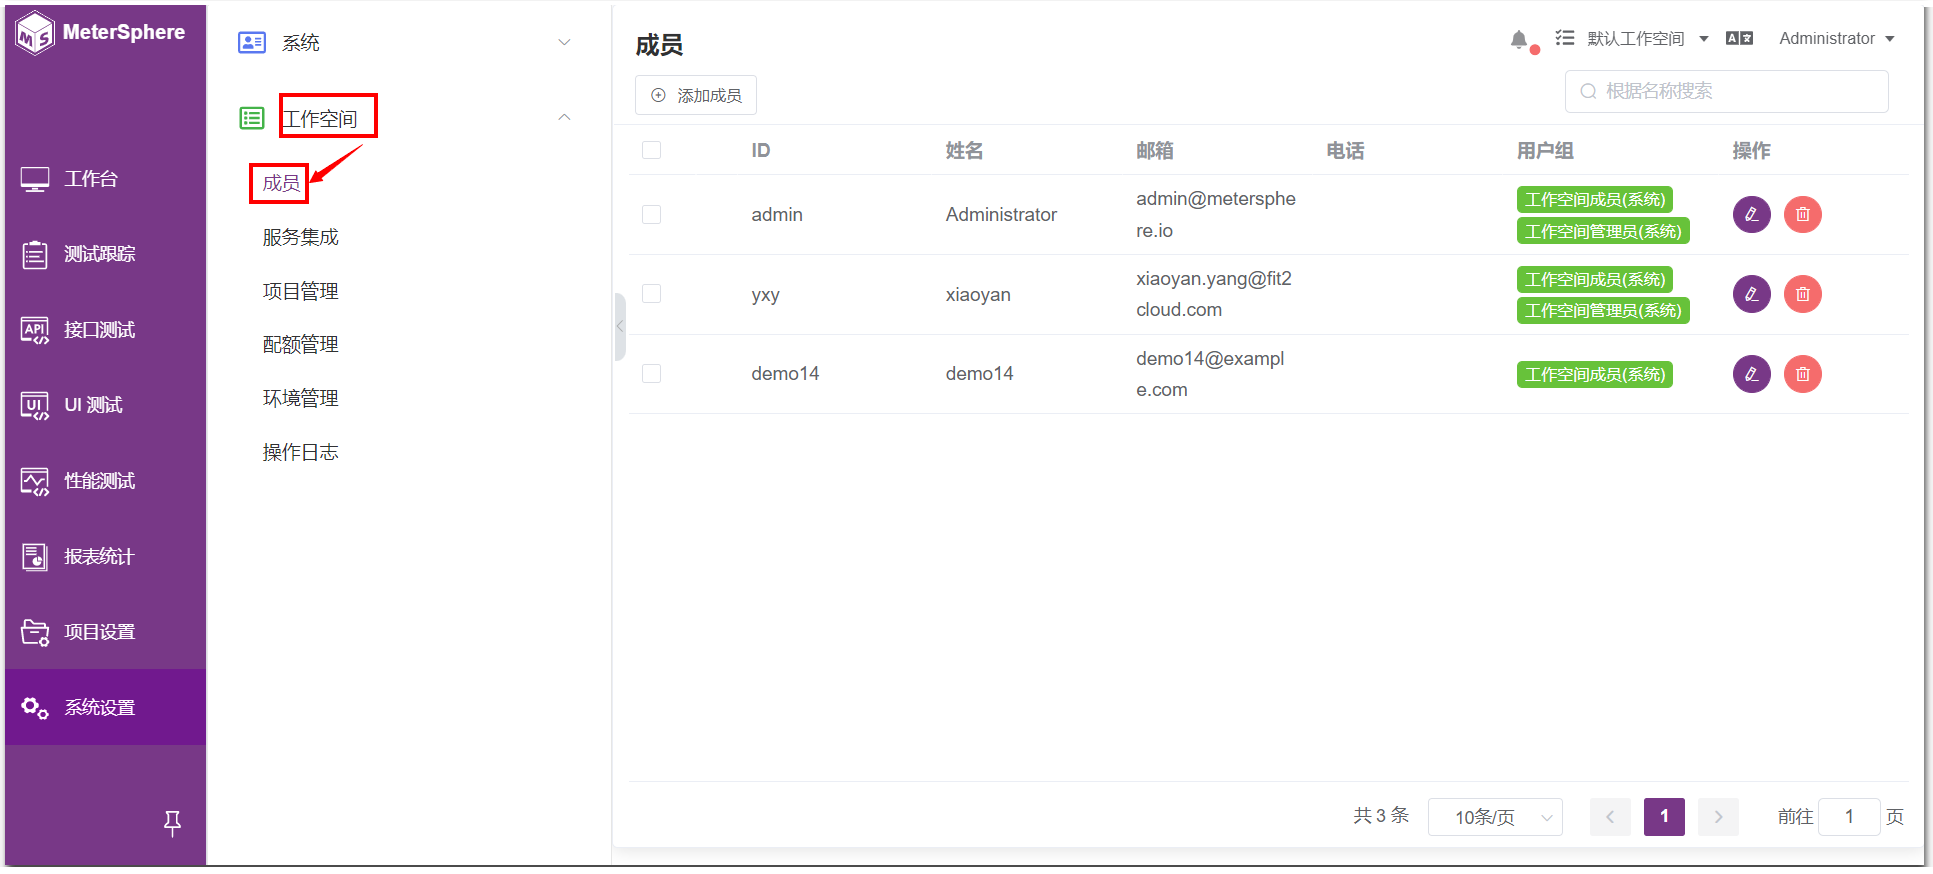 MeterSphere
工作台
测试跟踪
接口测试
UI 测试
性能测试
报表统计
项目设置
系统设置
系统
工作空间
成员
服务集成
项目管理
配额管理
环境管理
操作日志
成员
默认工作空间
Administrator
添加成员
根据名称搜索
ID 姓名 邮箱 电话 用户组 操作
admin Administrator admin@metersphe
re.io
工作空间成员(系统)
工作空间管理员(系统)
yxy xiaoyan xiaoyan.yang@fit2
cloud.com
工作空间成员(系统)
工作空间管理员(系统)
demo14 demo14 demo14@exampl
e.com
工作空间成员(系统)
共 3 条 10条/页 1 前往 1 页